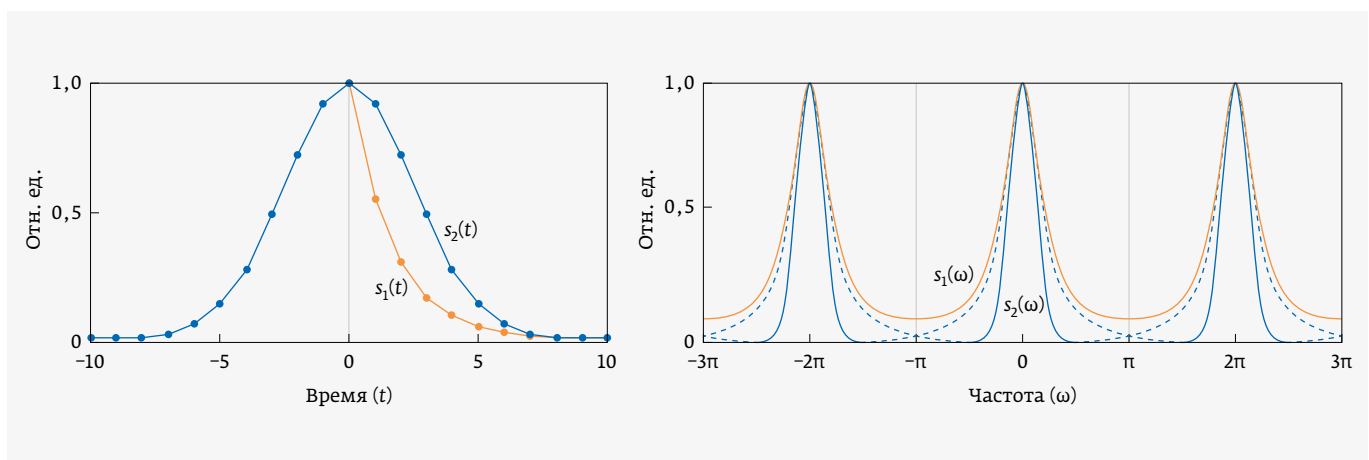 Отн. ед.
1,0
0,5
0
−10
−5
0
5
10
s₂(t)
s₁(t)
Время (t)
Отн. ед.
1,0
0,5
0
−3π
−2π
−π
0
π
2π
3π
s₁(ω)
s₂(ω)
Частота (ω)